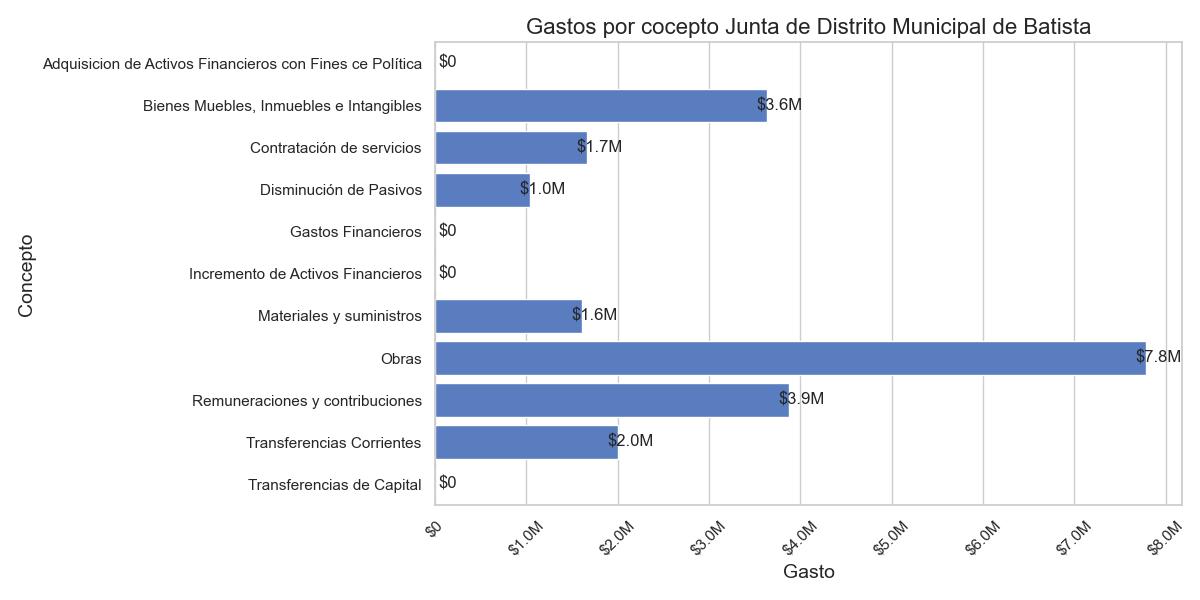 Gastos por cocepto Junta de Distrito Municipal de Batista
Adquisicion de Activos Financieros con Fines ce Política $0
Bienes Muebles, Inmuebles e Intangibles $3.6M
Contratación de servicios $1.7M
Disminución de Pasivos $1.0M
Gastos Financieros $0
Incremento de Activos Financieros $0
Materiales y suministros $1.6M
Obras $7.8M
Remuneraciones y contribuciones $3.9M
Transferencias Corrientes $2.0M
Transferencias de Capital $0
Concepto
$0 $1.0M $2.0M $3.0M $4.0M $5.0M $6.0M $7.0M $8.0M
Gasto